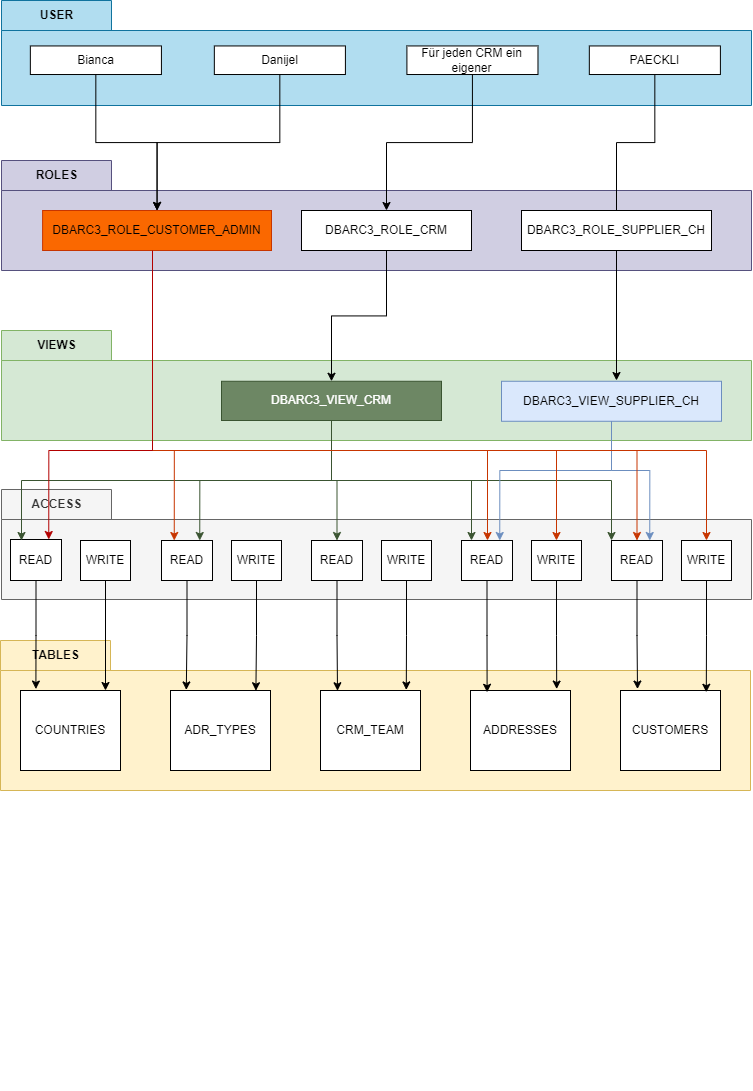 USER
Bianca
Danijel
Für jeden CRM ein
eigener
PAECKLI
ROLES
DBARC3_ROLE_CUSTOMER_ADMIN
DBARC3_ROLE_CRM
DBARC3_ROLE_SUPPLIER_CH
VIEWS
DBARC3_VIEW_CRM
DBARC3_VIEW_SUPPLIER_CH
ACCESS
READ
WRITE
READ
WRITE
READ
WRITE
READ
WRITE
READ
WRITE
TABLES
COUNTRIES
ADR_TYPES
CRM_TEAM
ADDRESSES
CUSTOMERS